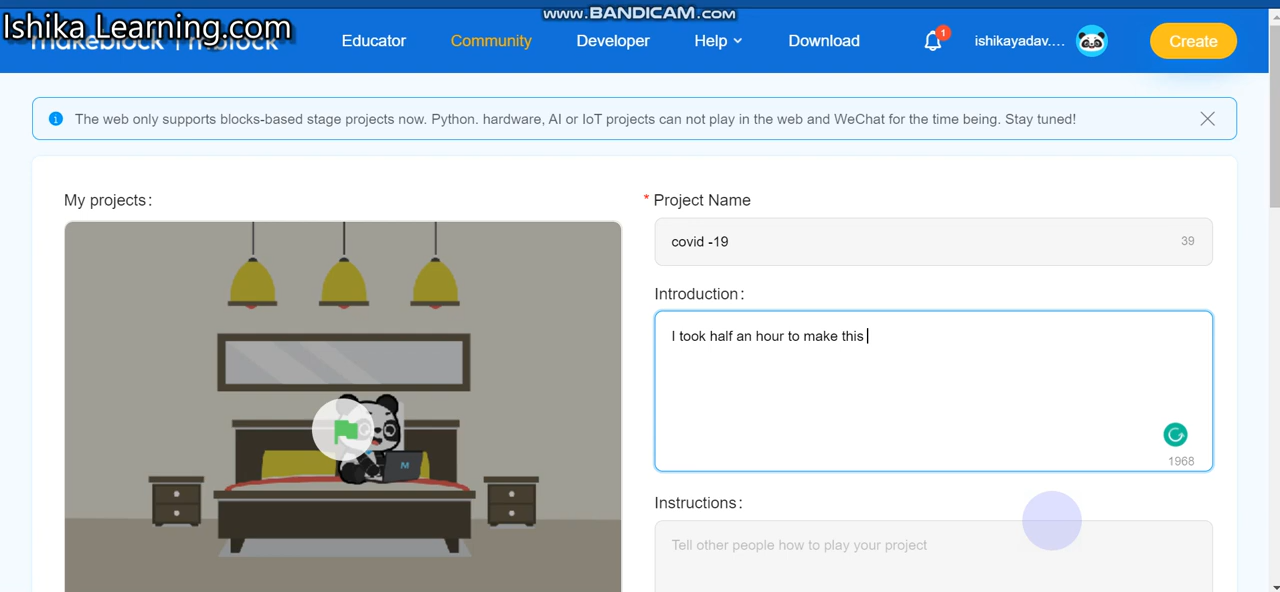 www.BANDICAM.com
Ishika Learning.com
makeblock | mblock
Educator
Community
Developer
Help
Download
1
ishikayadav....
Create
The web only supports blocks-based stage projects now. Python. hardware, AI or IoT projects can not play in the web and WeChat for the time being. Stay tuned!
My projects:
* Project Name
covid -19
39
Introduction:
I took half an hour to make this
1968
Instructions:
Tell other people how to play your project
M